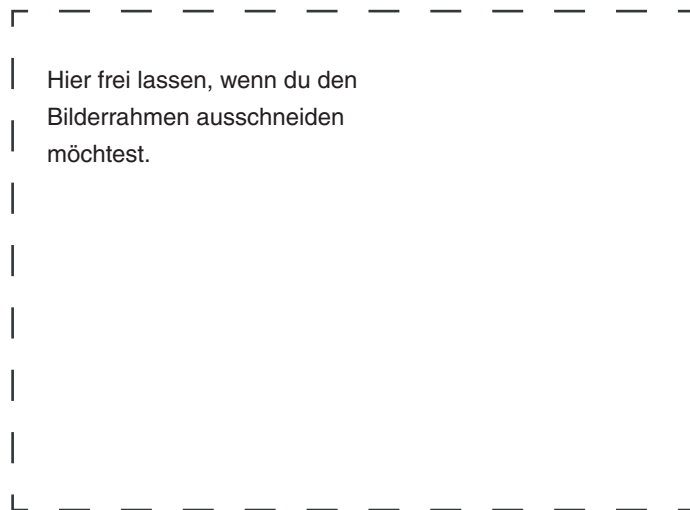 Hier frei lassen, wenn du den
Bilderrahmen ausschneiden
möchtest.